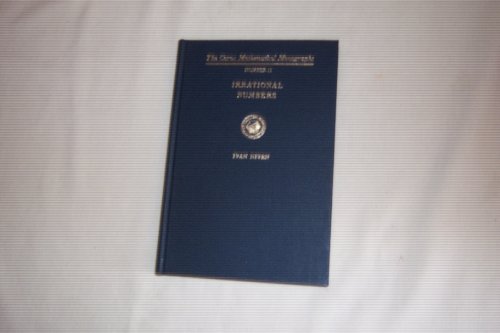 The Carus Mathematical Monographs
NUMBER 11
IRRATIONAL
NUMBERS
IVAN NIVEN